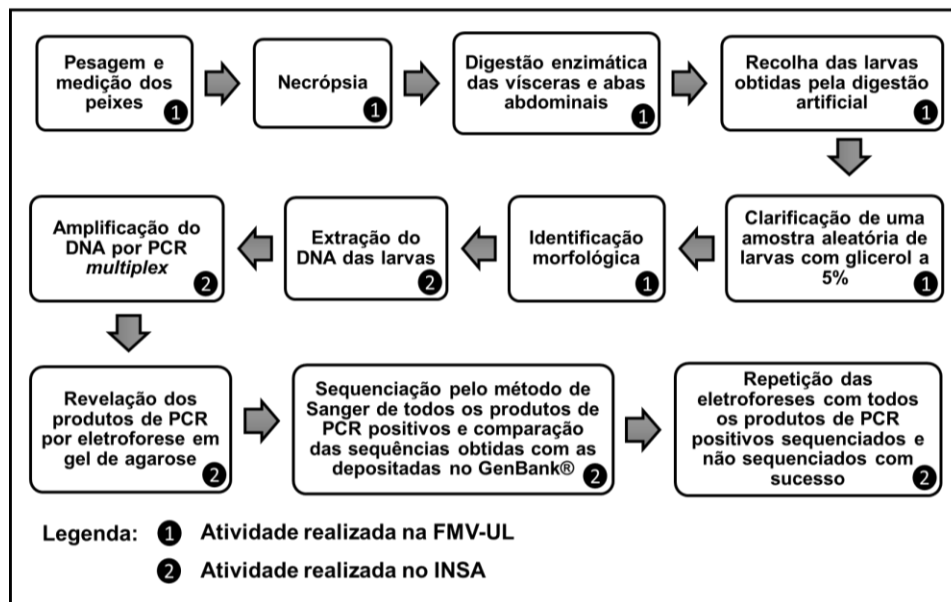 Pesagem e
medição dos
peixes
1
Necrópsia
1
Digestão enzimática
das vísceras e abas
abdominais
1
Recolha das larvas
obtidas pela digestão
artificial
1
Clarificação de uma
amostra aleatória de
larvas com glicerol a
5%
1
Identificação
morfológica
1
Extração do
DNA das larvas
2
Amplificação do
DNA por PCR
multiplex
2
Revelação dos
produtos de PCR
por eletroforese em
gel de agarose
2
Sequenciação pelo método de
Sanger de todos os produtos de
PCR positivos e comparação
das sequências obtidas com as
depositadas no GenBank®
2
Repetição das
eletroforeses com todos
os produtos de PCR
positivos sequenciados e
não sequenciados com
sucesso
2
Legenda: 1 Atividade realizada na FMV-UL
2 Atividade realizada no INSA